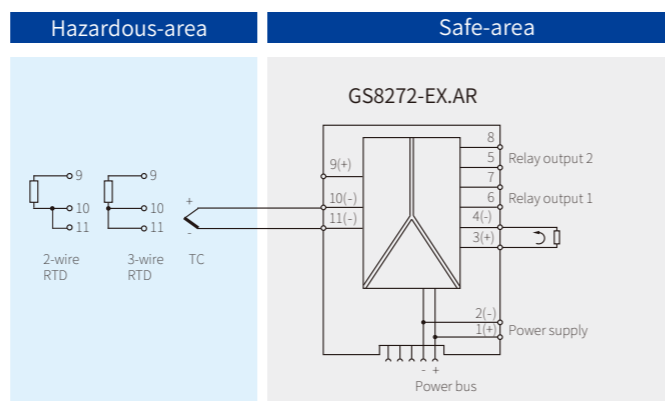 Hazardous-area
Safe-area
GS8272-EX.AR
8
5
Relay output 2
7
6
Relay output 1
4(-)
3(+)
9(+)
10(-)
11(-)
9
10
11
2-wire
RTD
9
10
11
3-wire
RTD
+
-
TC
2(-)
1(+)
Power supply
- +
Power bus